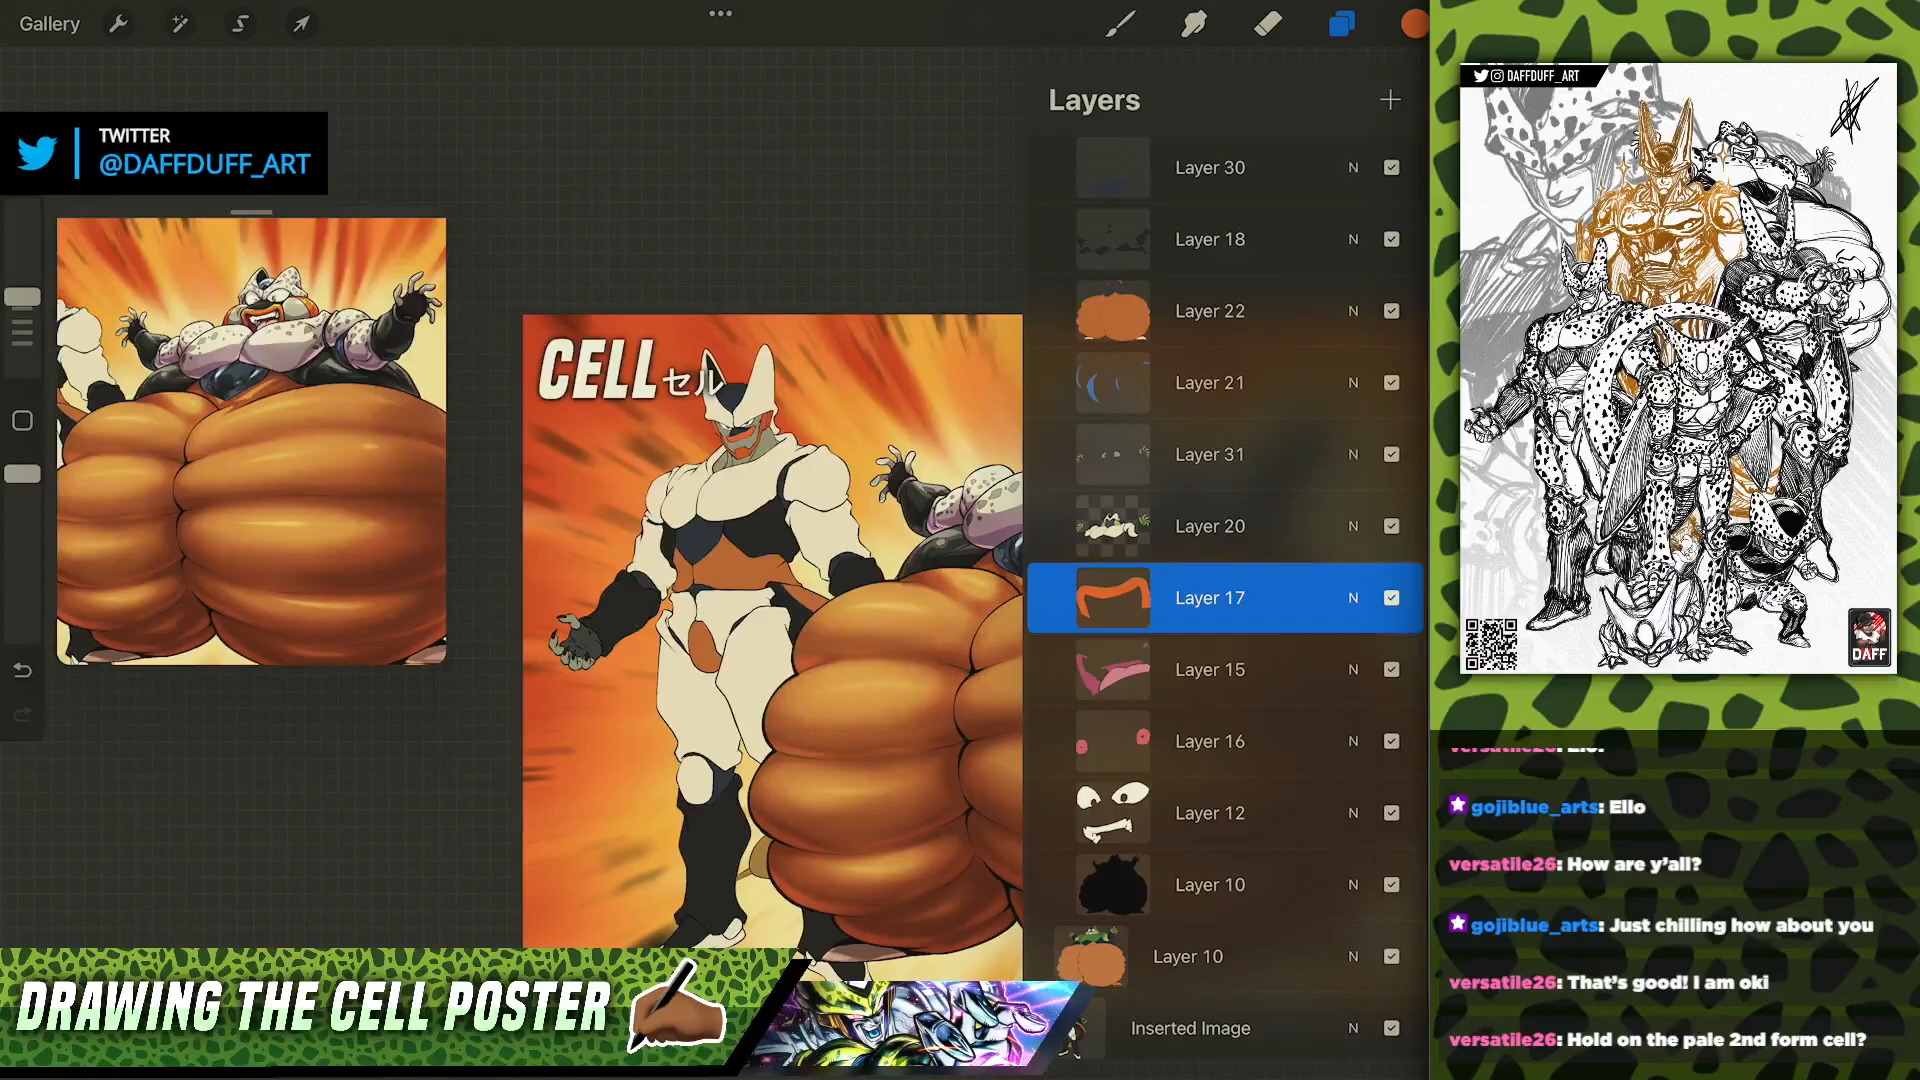 Gallery
TWITTER
@DAFFDUFF_ART
CELL セル
Layers
Layer 30 N
Layer 18 N
Layer 22 N
Layer 21 N
Layer 31 N
Layer 20 N
Layer 17 N
Layer 15 N
Layer 16 N
Layer 12 N
Layer 10 N
Layer 10 N
Inserted Image N
DRAWING THE CELL POSTER
DAFFDUFF_ART
DAFF
versatile26: Elo.
gojiblue_arts: Ello
versatile26: How are y'all?
gojiblue_arts: Just chilling how about you
versatile26: That's good! I am oki
versatile26: Hold on the pale 2nd form cell?